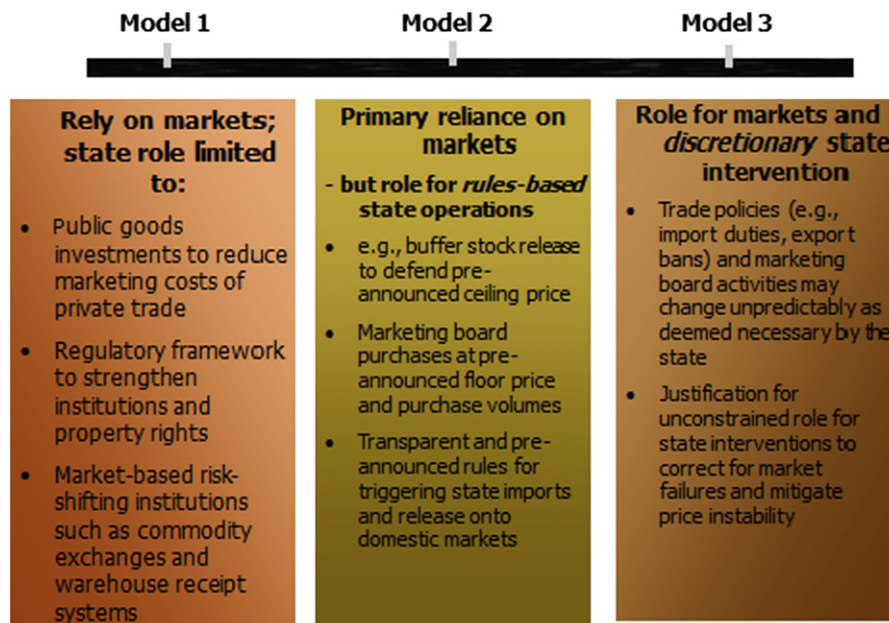 Model 1
Model 2
Model 3
Rely on markets;
state role limited
to:
• Public goods
investments to reduce
marketing costs of
private trade
• Regulatory framework
to strengthen
institutions and
property rights
• Market-based risk-
shifting institutions
such as commodity
exchanges and
warehouse receipt
systems
Primary reliance on
markets
- but role for rules-based
state operations
• e.g., buffer stock release
to defend pre-
announced ceiling price
• Marketing board
purchases at pre-
announced floor price
and purchase volumes
• Transparent and pre-
announced rules for
triggering state imports
and release onto
domestic markets
Role for markets and
discretionary state
intervention
• Trade policies (e.g.,
import duties, export
bans) and marketing
board activities may
change unpredictably as
deemed necessary by the
state
• Justification for
unconstrained role for
state interventions to
correct for market
failures and mitigate
price instability